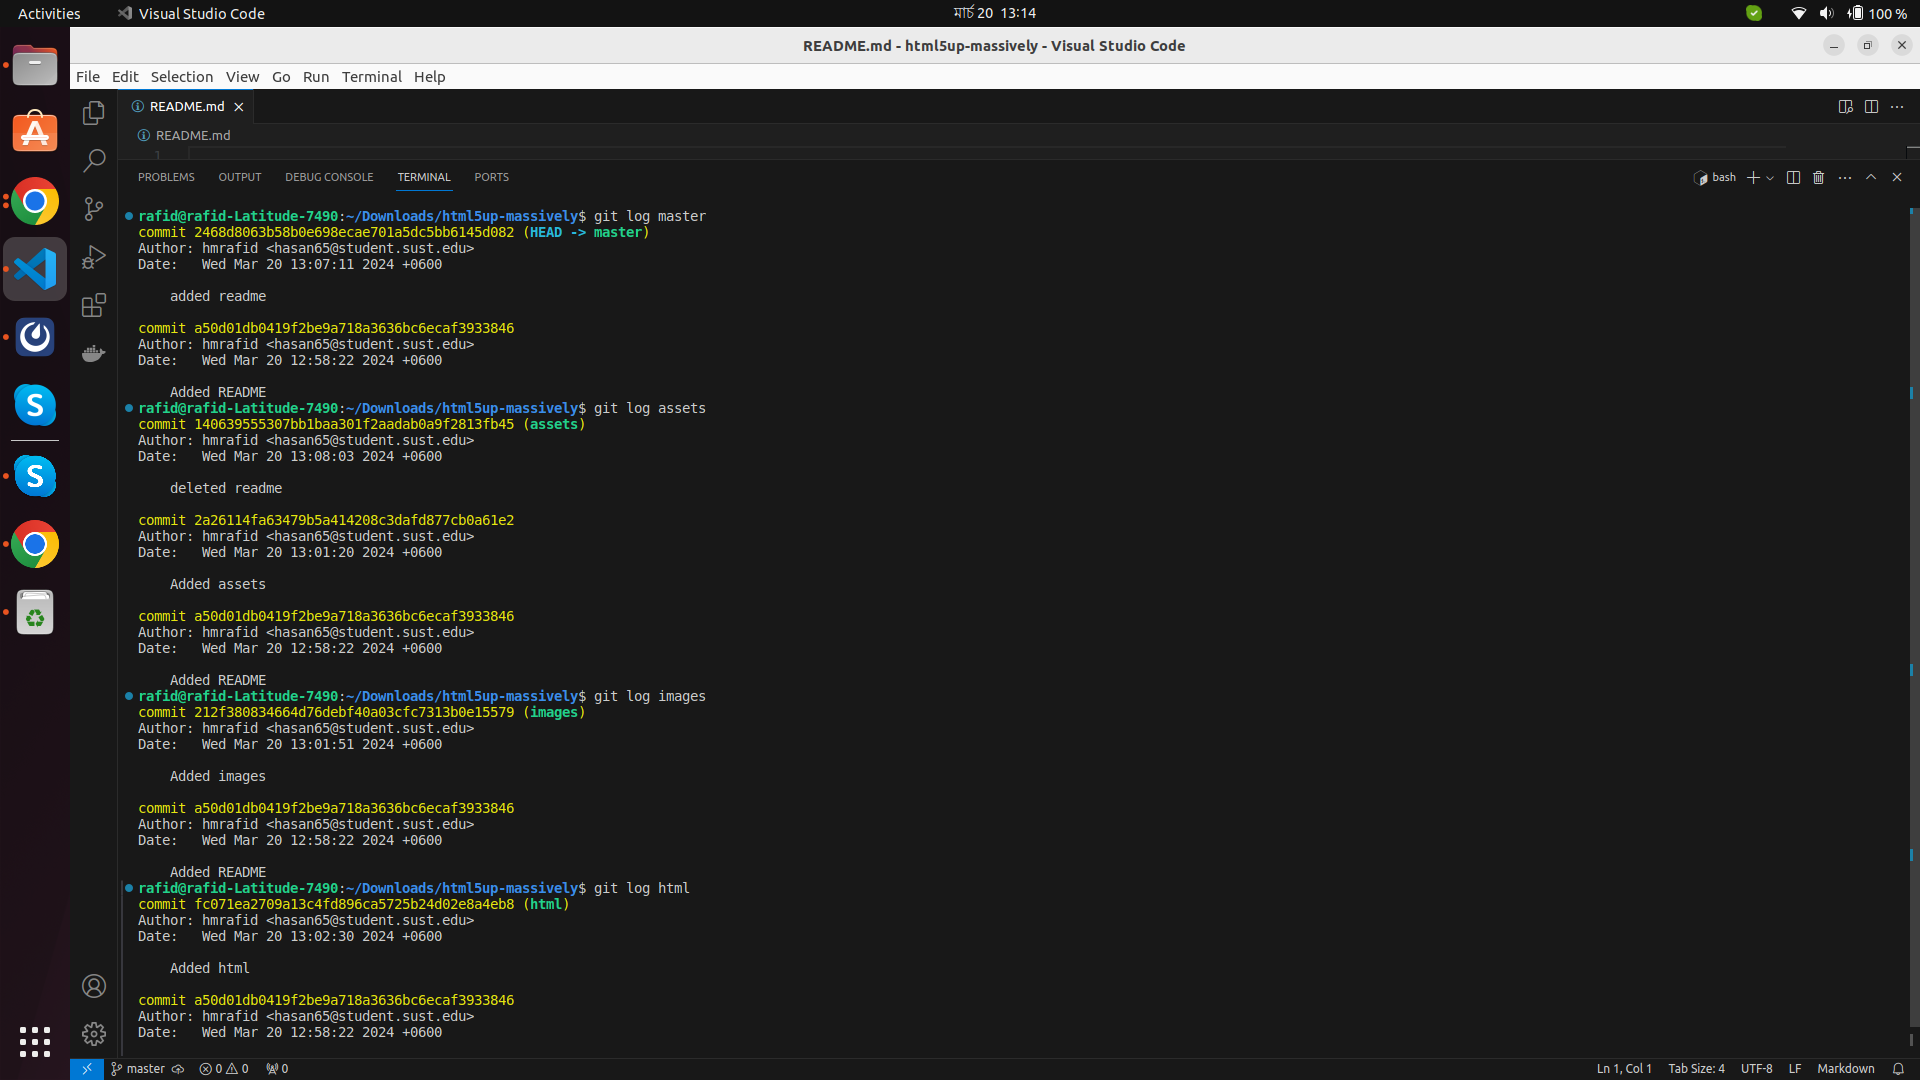 Activities
Visual Studio Code
মার্চ 20 13:14
100 %
README.md - html5up-massively - Visual Studio Code
File Edit Selection View Go Run Terminal Help
README.md
README.md
1
PROBLEMS OUTPUT DEBUG CONSOLE TERMINAL PORTS
bash
rafid@rafid-Latitude-7490:~/Downloads/html5up-massively$ git log master
commit 2468d8063b58b0e698ecae701a5dc5bb6145d082 (HEAD -> master)
Author: hmrafid <hasan65@student.sust.edu>
Date:   Wed Mar 20 13:07:11 2024 +0600
added readme
commit a50d01db0419f2be9a718a3636bc6ecaf3933846
Author: hmrafid <hasan65@student.sust.edu>
Date:   Wed Mar 20 12:58:22 2024 +0600
Added README
rafid@rafid-Latitude-7490:~/Downloads/html5up-massively$ git log assets
commit 140639555307bb1baa301f2aadab0a9f2813fb45 (assets)
Author: hmrafid <hasan65@student.sust.edu>
Date:   Wed Mar 20 13:08:03 2024 +0600
deleted readme
commit 2a26114fa63479b5a414208c3dafd877cb0a61e2
Author: hmrafid <hasan65@student.sust.edu>
Date:   Wed Mar 20 13:01:20 2024 +0600
Added assets
commit a50d01db0419f2be9a718a3636bc6ecaf3933846
Author: hmrafid <hasan65@student.sust.edu>
Date:   Wed Mar 20 12:58:22 2024 +0600
Added README
rafid@rafid-Latitude-7490:~/Downloads/html5up-massively$ git log images
commit 212f380834664d76debf40a03cfc7313b0e15579 (images)
Author: hmrafid <hasan65@student.sust.edu>
Date:   Wed Mar 20 13:01:51 2024 +0600
Added images
commit a50d01db0419f2be9a718a3636bc6ecaf3933846
Author: hmrafid <hasan65@student.sust.edu>
Date:   Wed Mar 20 12:58:22 2024 +0600
Added README
rafid@rafid-Latitude-7490:~/Downloads/html5up-massively$ git log html
commit fc071ea2709a13c4fd896ca5725b24d02e8a4eb8 (html)
Author: hmrafid <hasan65@student.sust.edu>
Date:   Wed Mar 20 13:02:30 2024 +0600
Added html
commit a50d01db0419f2be9a718a3636bc6ecaf3933846
Author: hmrafid <hasan65@student.sust.edu>
Date:   Wed Mar 20 12:58:22 2024 +0600
master 0 0 0
Ln 1, Col 1 Tab Size: 4 UTF-8 LF Markdown